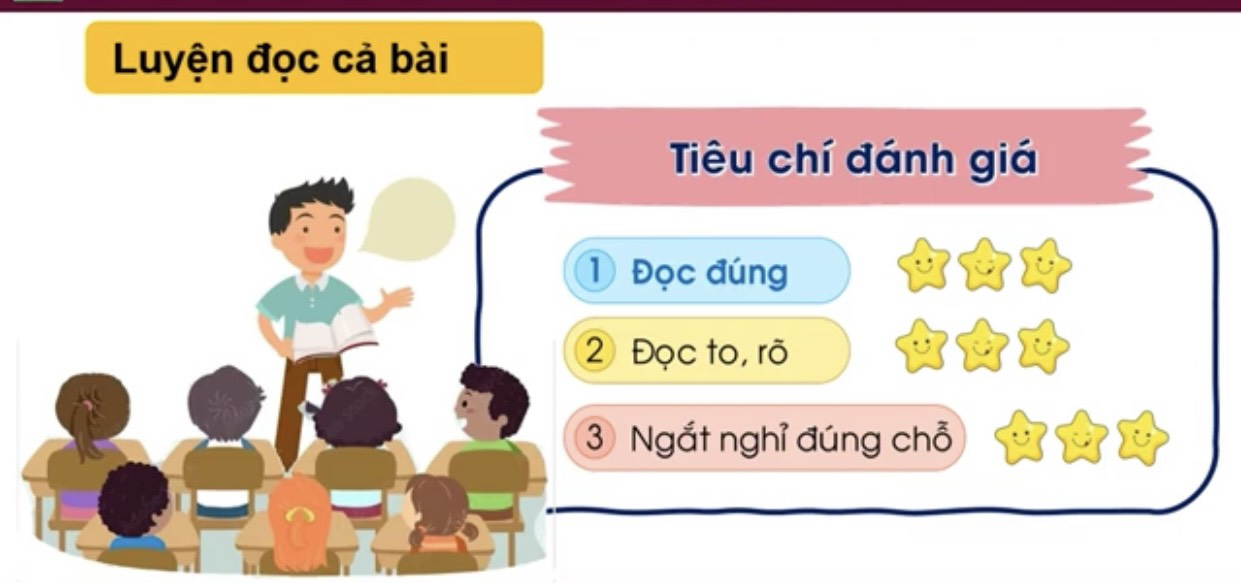 Luyện đọc cả bài
Tiêu chí đánh giá
1 Đọc đúng
2 Đọc to, rõ
3 Ngắt nghỉ đúng chỗ